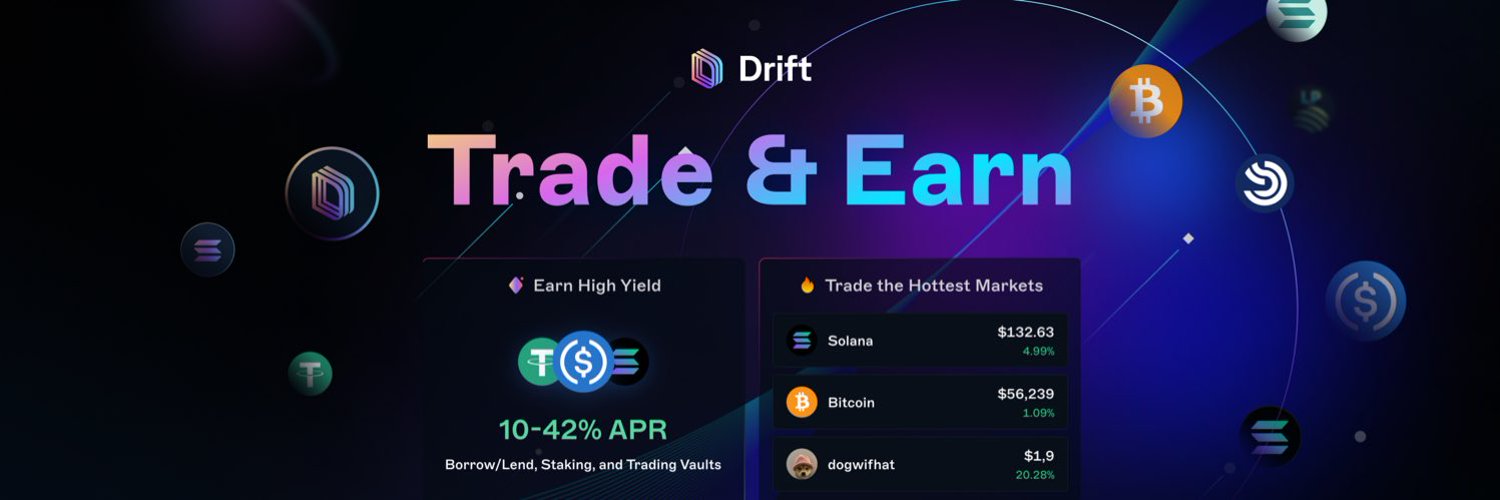 Drift
Trade & Earn
Earn High Yield
10-42% APR
Borrow/Lend, Staking, and Trading Vaults
Trade the Hottest Markets
Solana
$132.63
4.99%
Bitcoin
$56,239
1.09%
dogwifhat
$1,9
20.28%
LP